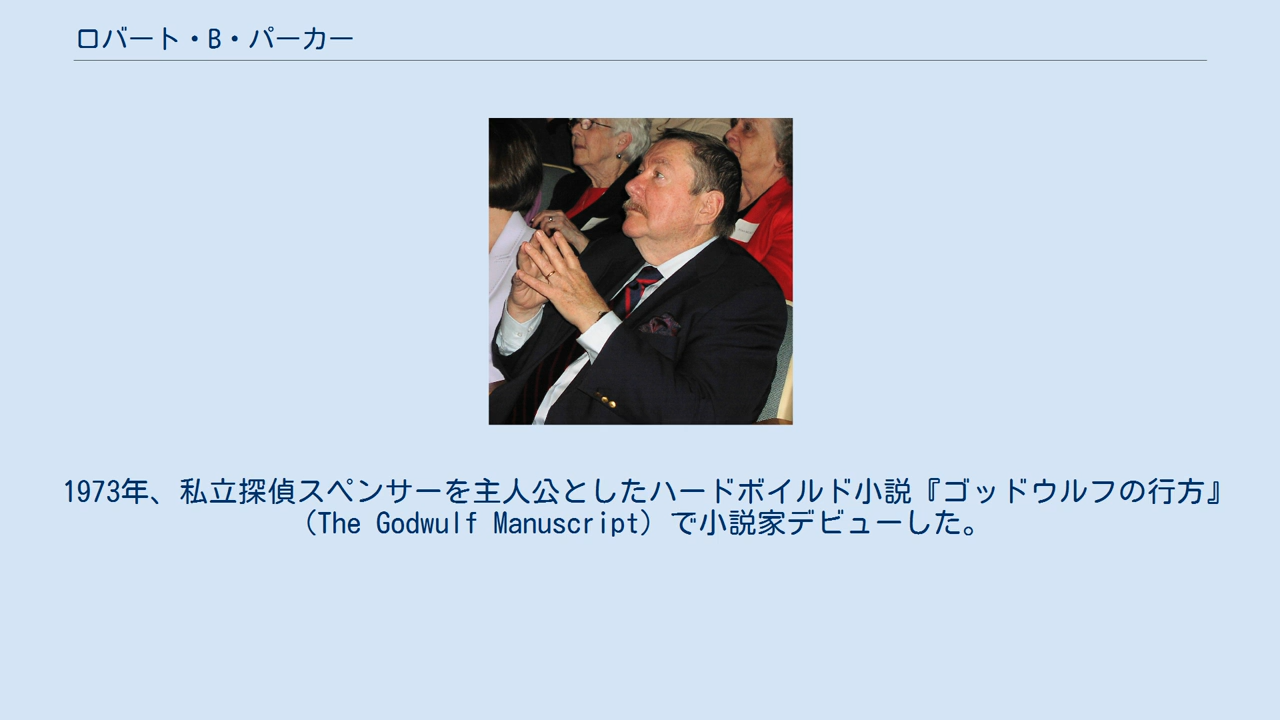 ロバート・B・パーカー
1973年、私立探偵スペンサーを主人公としたハードボイルド小説『ゴッドウルフの行方』
（The Godwulf Manuscript）で小説家デビューした。